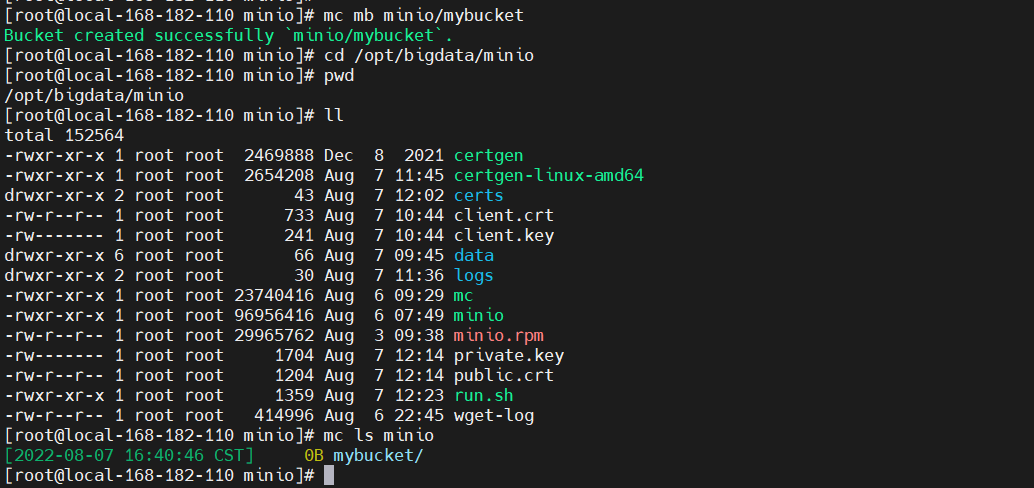 [root@local-168-182-110 minio]# mc mb minio/mybucket
Bucket created successfully `minio/mybucket`.
[root@local-168-182-110 minio]# cd /opt/bigdata/minio
[root@local-168-182-110 minio]# pwd
/opt/bigdata/minio
[root@local-168-182-110 minio]# ll
total 152564
-rwxr-xr-x 1 root root  2469888 Dec  8  2021 certgen
-rwxr-xr-x 1 root root  2654208 Aug  7 11:45 certgen-linux-amd64
drwxr-xr-x 2 root root       43 Aug  7 12:02 certs
-rw-r--r-- 1 root root      733 Aug  7 10:44 client.crt
-rw------- 1 root root      241 Aug  7 10:44 client.key
drwxr-xr-x 6 root root       66 Aug  7 09:45 data
drwxr-xr-x 2 root root       30 Aug  7 11:36 logs
-rwxr-xr-x 1 root root 23740416 Aug  6 09:29 mc
-rwxr-xr-x 1 root root 96956416 Aug  6 07:49 minio
-rw-r--r-- 1 root root 29965762 Aug  3 09:38 minio.rpm
-rw------- 1 root root     1704 Aug  7 12:14 private.key
-rw-r--r-- 1 root root     1204 Aug  7 12:14 public.crt
-rwxr-xr-x 1 root root     1359 Aug  7 12:23 run.sh
-rw-r--r-- 1 root root   414996 Aug  6 22:45 wget-log
[root@local-168-182-110 minio]# mc ls minio
[2022-08-07 16:40:46 CST]     0B mybucket/
[root@local-168-182-110 minio]#